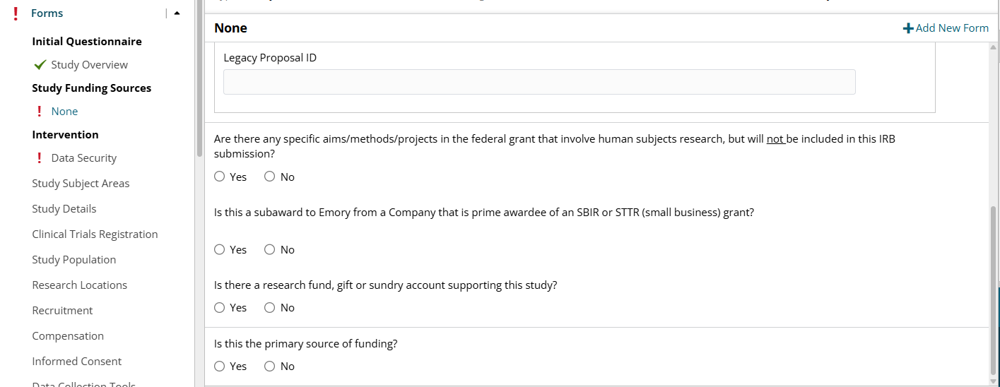 Forms
Initial Questionnaire
Study Overview
Study Funding Sources
! None
Intervention
! Data Security
Study Subject Areas
Study Details
Clinical Trials Registration
Study Population
Research Locations
Recruitment
Compensation
Informed Consent
Data Collection Tools
None
Add New Form
Legacy Proposal ID
Are there any specific aims/methods/projects in the federal grant that involve human subjects research, but will not be included in this IRB
submission?
Yes No
Is this a subaward to Emory from a Company that is prime awardee of an SBIR or STTR (small business) grant?
Yes No
Is there a research fund, gift or sundry account supporting this study?
Yes No
Is this the primary source of funding?
Yes No